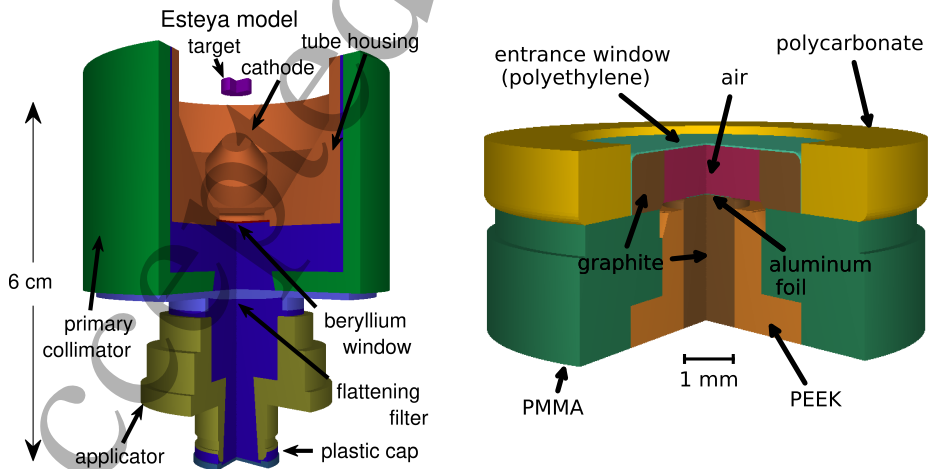 Esteya model
target
cathode
tube housing
6 cm
primary
collimator
beryllium
window
flattening
filter
applicator
plastic cap
entrance window
(polyethylene)
air
polycarbonate
graphite
aluminum
foil
1 mm
PMMA
PEEK